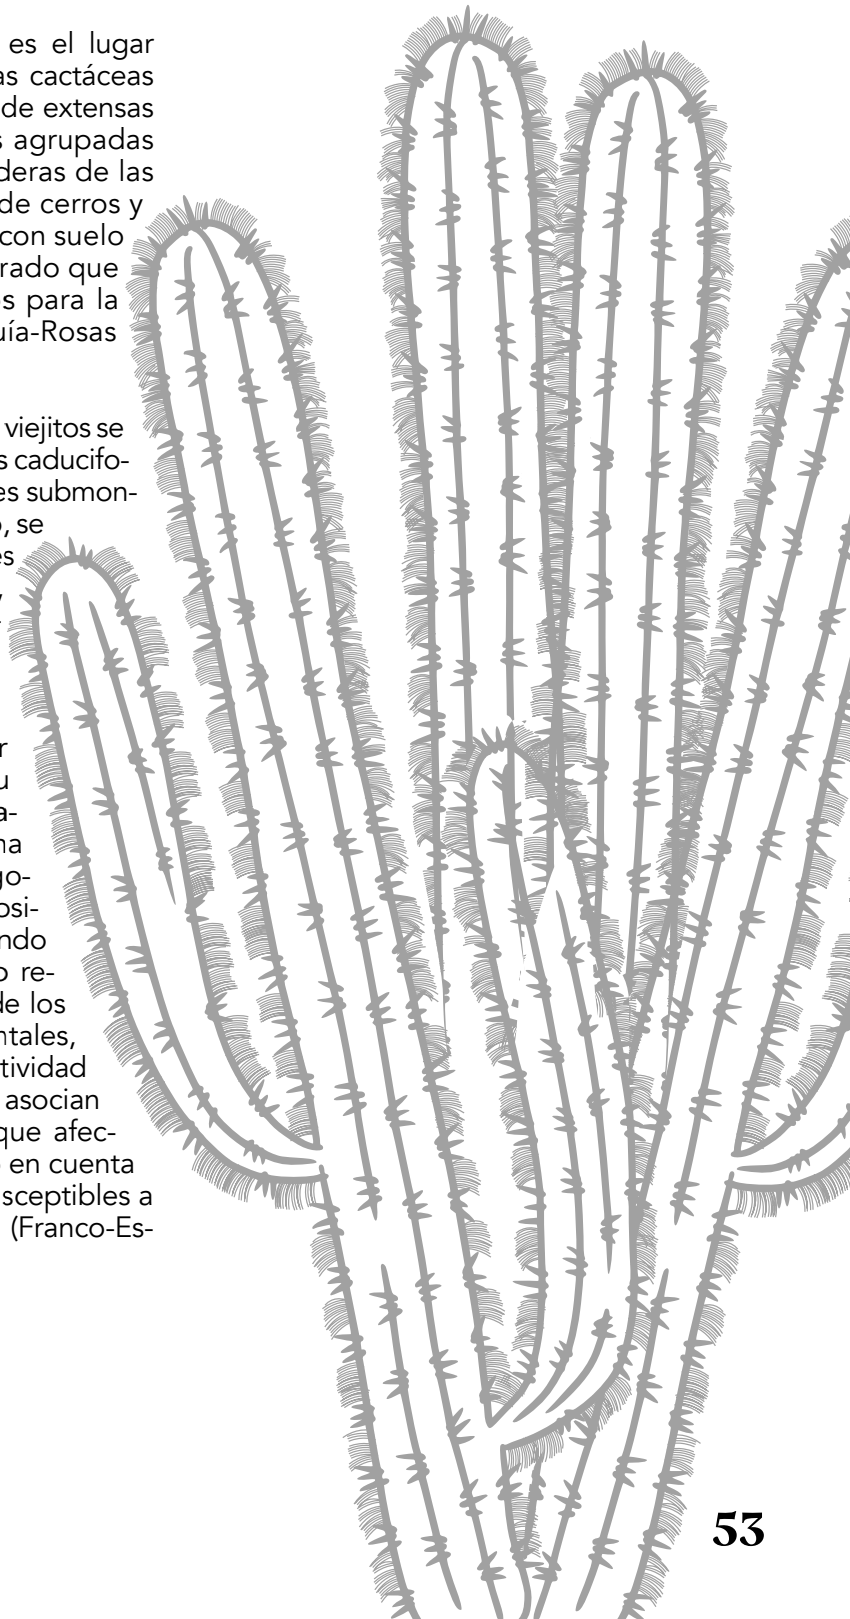 es el lugar
as cactáceas
de extensas
s agrupadas
deras de las
de cerros y
con suelo
rado que
os para la
uía-Rosas
viejitos se
s caducifo-
es submon-
o, se
es
y
r
u
a-
na
go-
osi-
ndo
o re-
de los
ntales,
tividad
asocian
que afec-
en cuenta
sceptibles a
(Franco-Es-
53